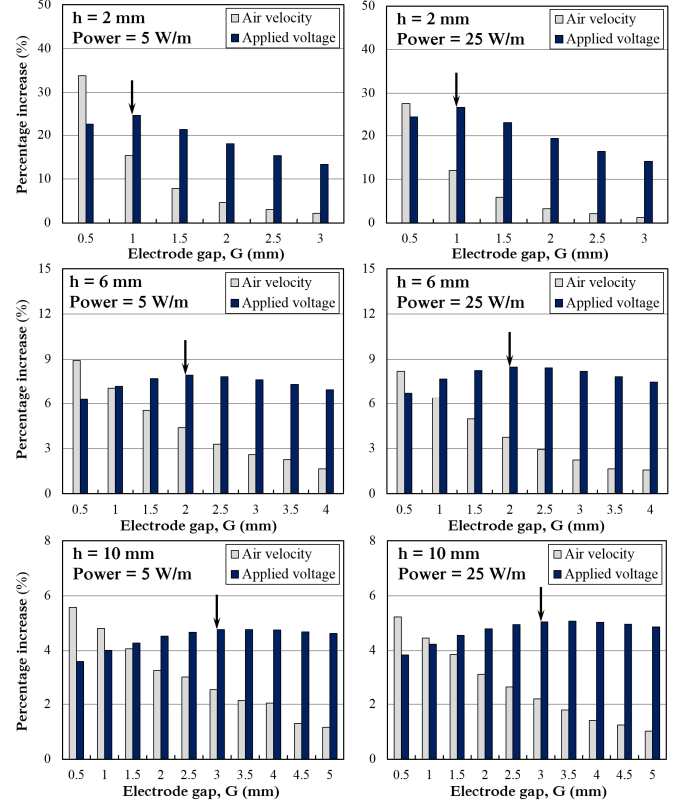 h = 2 mm
Power = 5 W/m
Air velocity
Applied voltage
Percentage increase (%)
50
40
30
20
10
0
0.5 1 1.5 2 2.5 3
Electrode gap, G (mm)
h = 2 mm
Power = 25 W/m
Air velocity
Applied voltage
50
40
30
20
10
0
0.5 1 1.5 2 2.5 3
Electrode gap, G (mm)
h = 6 mm
Power = 5 W/m
Air velocity
Applied voltage
Percentage increase (%)
15
12
9
6
3
0
0.5 1 1.5 2 2.5 3 3.5 4
Electrode gap, G (mm)
h = 6 mm
Power = 25 W/m
Air velocity
Applied voltage
15
12
9
6
3
0
0.5 1 1.5 2 2.5 3 3.5 4
Electrode gap, G (mm)
h = 10 mm
Power = 5 W/m
Air velocity
Applied voltage
Percentage increase (%)
8
6
4
2
0
0.5 1 1.5 2 2.5 3 3.5 4 4.5 5
Electrode gap, G (mm)
h = 10 mm
Power = 25 W/m
Air velocity
Applied voltage
8
6
4
2
0
0.5 1 1.5 2 2.5 3 3.5 4 4.5 5
Electrode gap, G (mm)